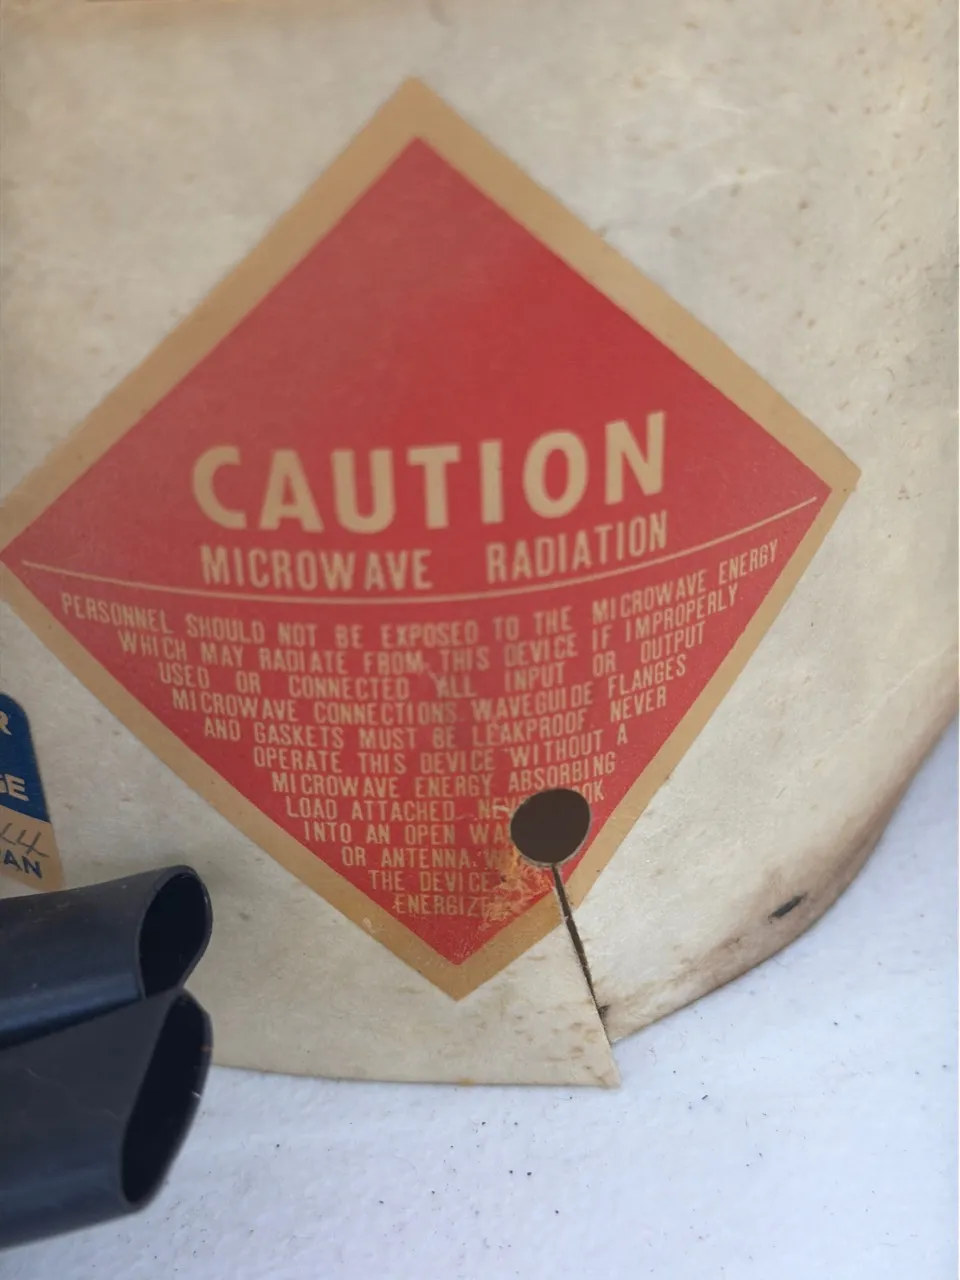 CAUTION
MICROWAVE RADIATION
PERSONNEL SHOULD NOT BE EXPOSED TO THE MICROWAVE ENERGY
WHICH MAY RADIATE FROM THIS DEVICE IF IMPROPERLY
USED OR CONNECTED ALL INPUT OR OUTPUT
MICROWAVE CONNECTIONS WAVEGUIDE FLANGES
AND GASKETS MUST BE LEAKPROOF. NEVER
OPERATE THIS DEVICE WITHOUT A
MICROWAVE ENERGY ABSORBING
LOAD ATTACHED.
INTO AN OPEN
OR ANTENNA.
THE DEVICE